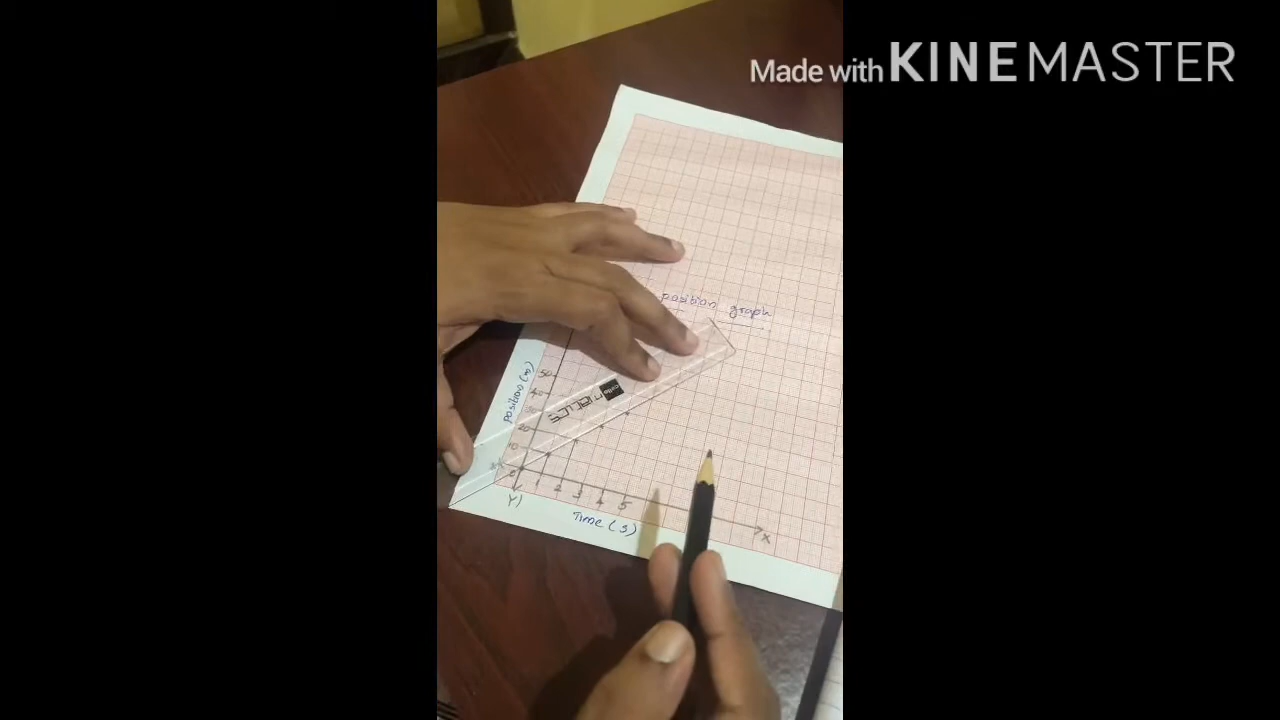 Made with KINEMASTER
position graph
position (m)
50
40
30
20
10
0
1 2 3 4 5
X
Y)
Time (s)